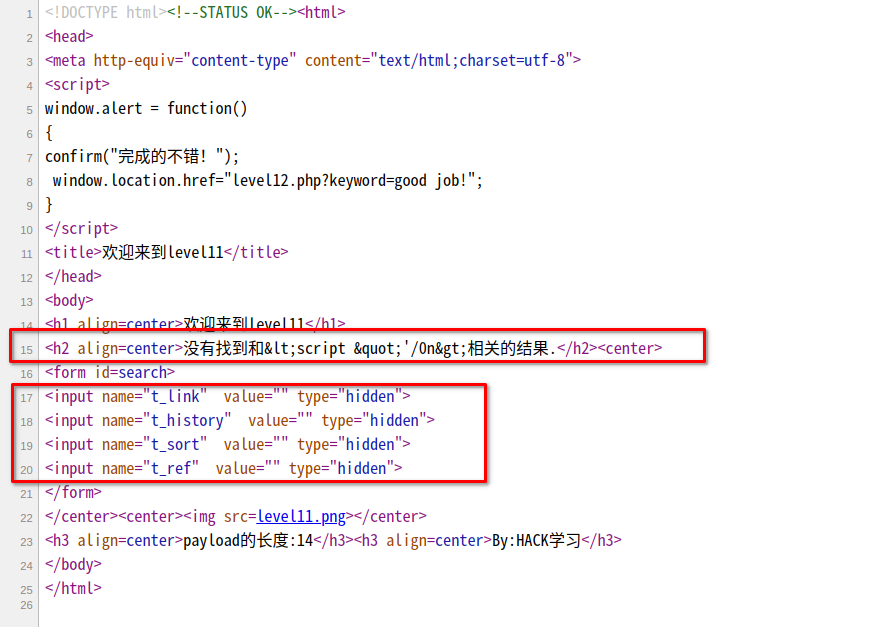 1 <!DOCTYPE html><!--STATUS OK--><html>
2 <head>
3 <meta http-equiv="content-type" content="text/html;charset=utf-8">
4 <script>
5 window.alert = function()
6 {
7 confirm("完成的不错！");
8  window.location.href="level12.php?keyword=good job!";
9 }
10 </script>
11 <title>欢迎来到level11</title>
12 </head>
13 <body>
14 <h1 align=center>欢迎来到level11</h1>
15 <h2 align=center>没有找到和&lt;script &quot;'/On&gt;相关的结果.</h2><center>
16 <form id=search>
17 <input name="t_link"  value="" type="hidden">
18 <input name="t_history"  value="" type="hidden">
19 <input name="t_sort"  value="" type="hidden">
20 <input name="t_ref"  value="" type="hidden">
21 </form>
22 </center><center><img src=level11.png></center>
23 <h3 align=center>payload的长度:14</h3><h3 align=center>By:HACK学习</h3>
24 </body>
25 </html>
26